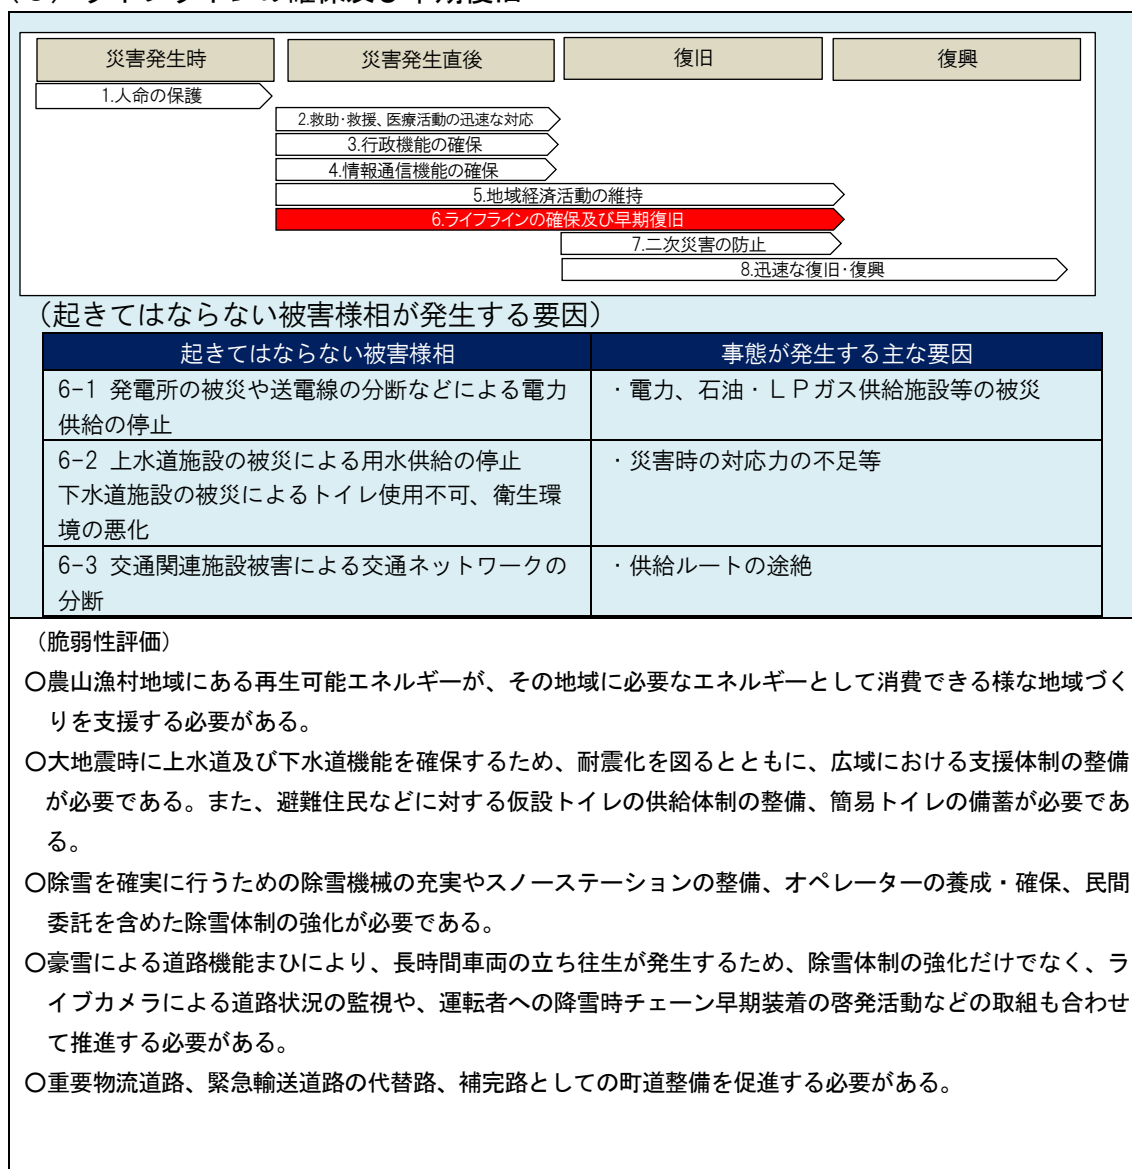 災害発生時 災害発生直後 復旧 復興
1.人命の保護
2.救助･救援、医療活動の迅速な対応
3.行政機能の確保
4.情報通信機能の確保
5.地域経済活動の維持
6.ライフラインの確保及び早期復旧
7.二次災害の防止
8.迅速な復旧･復興
（起きてはならない被害様相が発生する要因）
起きてはならない被害様相 事態が発生する主な要因
6-1 発電所の被災や送電線の分断などによる電力
供給の停止
・電力、石油・ＬＰガス供給施設等の被災
6-2 上水道施設の被災による用水供給の停止
下水道施設の被災によるトイレ使用不可、衛生環
境の悪化
・災害時の対応力の不足等
6-3 交通関連施設被害による交通ネットワークの
分断
・供給ルートの途絶
（脆弱性評価）
〇農山漁村地域にある再生可能エネルギーが、その地域に必要なエネルギーとして消費できる様な地域づく
りを支援する必要がある。
〇大地震時に上水道及び下水道機能を確保するため、耐震化を図るとともに、広域における支援体制の整備
が必要である。また、避難住民などに対する仮設トイレの供給体制の整備、簡易トイレの備蓄が必要であ
る。
〇除雪を確実に行うための除雪機械の充実やスノーステーションの整備、オペレーターの養成・確保、民間
委託を含めた除雪体制の強化が必要である。
〇豪雪による道路機能まひにより、長時間車両の立ち往生が発生するため、除雪体制の強化だけでなく、ラ
イブカメラによる道路状況の監視や、運転者への降雪時チェーン早期装着の啓発活動などの取組も合わせ
て推進する必要がある。
〇重要物流道路、緊急輸送道路の代替路、補完路としての町道整備を促進する必要がある。